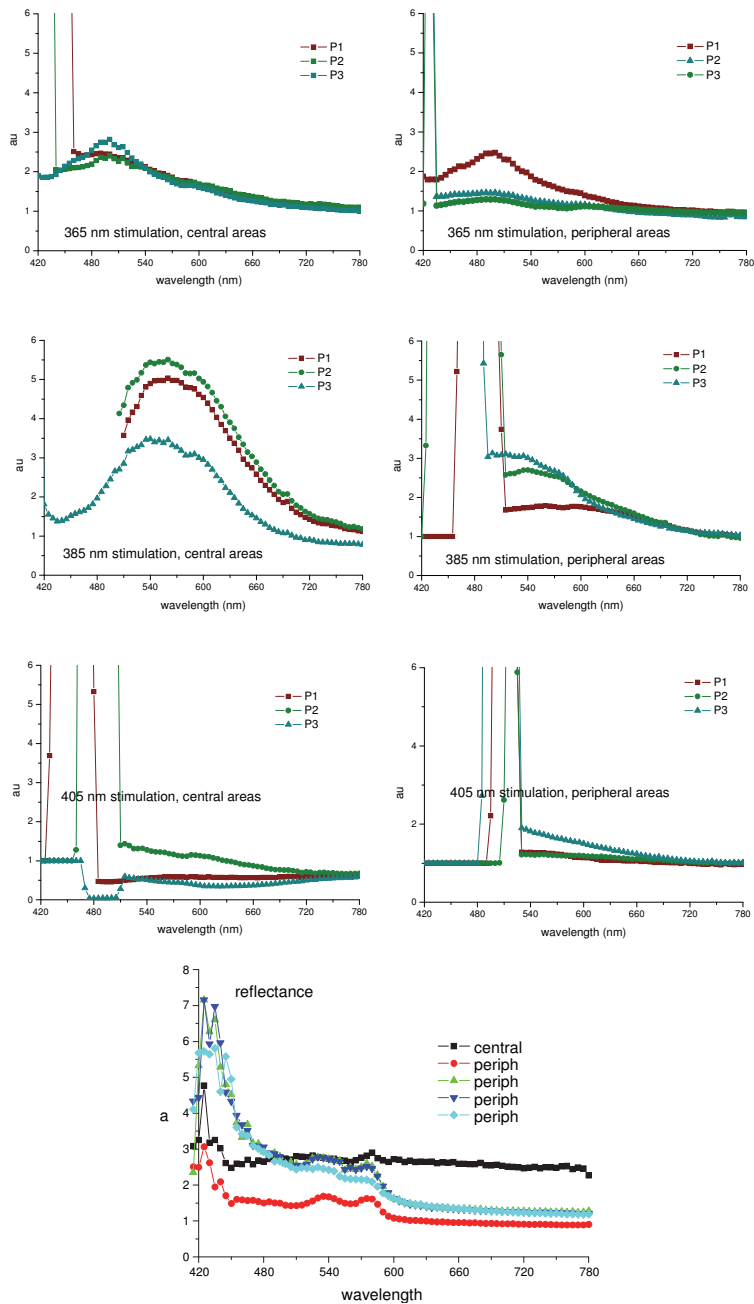 6
5
4
3
2
1
0
au
P1
P2
P3
365 nm stimulation, central areas
420 480 540 600 660 720 780
wavelength (nm)
6
5
4
3
2
1
0
au
P1
P2
P3
365 nm stimulation, peripheral areas
420 480 540 600 660 720 780
wavelength (nm)
6
5
4
3
2
1
0
au
P1
P2
P3
385 nm stimulation, central areas
420 480 540 600 660 720 780
wavelength (nm)
6
5
4
3
2
1
0
au
P1
P2
P3
385 nm stimulation, peripheral areas
420 480 540 600 660 720 780
wavelength (nm)
6
5
4
3
2
1
0
au
P1
P2
P3
405 nm stimulation, central areas
420 480 540 600 660 720 780
wavelength (nm)
6
4
2
1
0
au
P1
P2
P3
405 nm stimulation, peripheral areas
420 480 540 600 660 720 780
wavelength (nm)
8
7
6
5
4
3
2
1
0
a
reflectance
central
periph
periph
periph
periph
420 480 540 600 660 720 780
wavelength